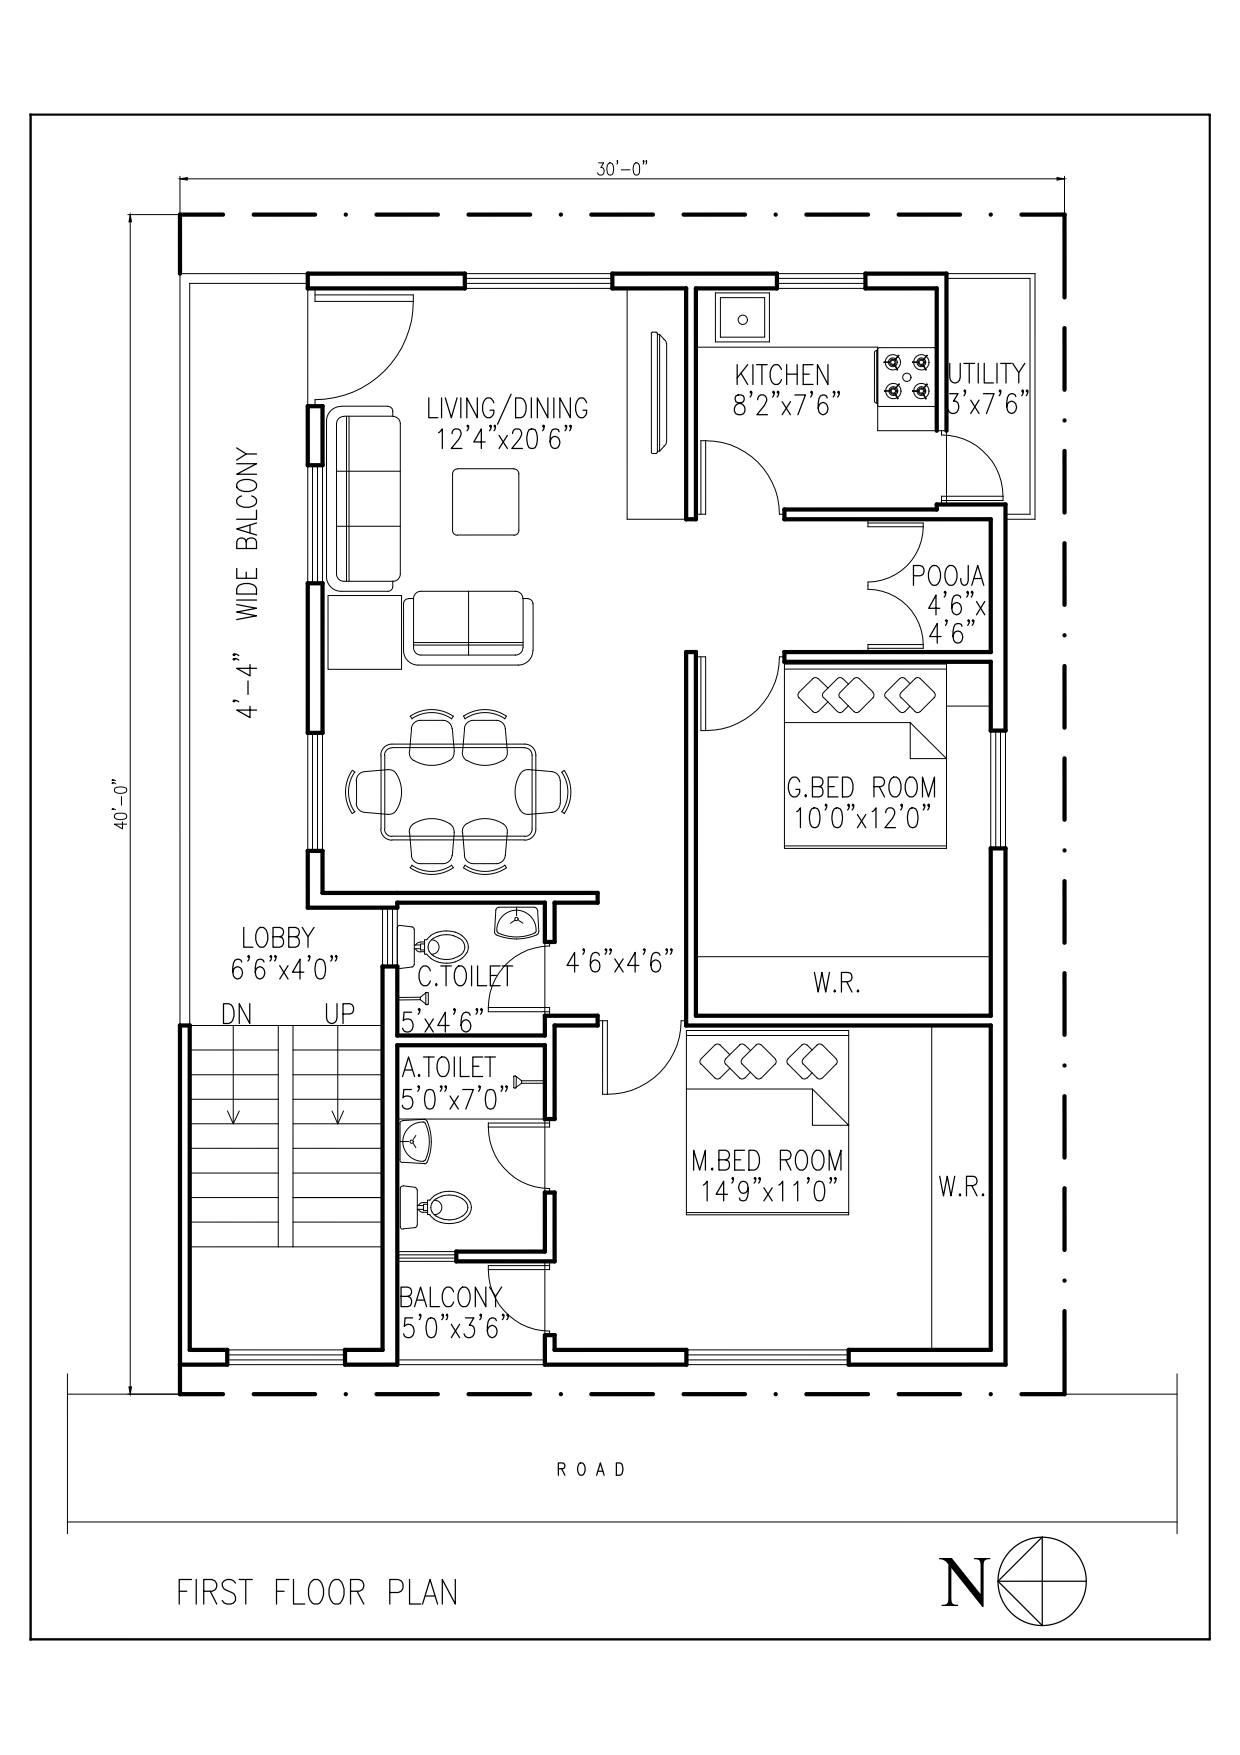 30'-0"
KITCHEN
8'2"x7'6"
UTILITY
3'x7'6"
LIVING/DINING
12'4"x20'6"
4'-4" WIDE BALCONY
POOJA
4'6"x
4'6"
40'-0"
G.BED ROOM
10'0"x12'0"
LOBBY
6'6"x4'0"
C.TOILET
5'x4'6"
4'6"x4'6"
W.R.
DN
UP
A.TOILET
5'0"x7'0"
M.BED ROOM
14'9"x11'0"
W.R.
BALCONY
5'0"x3'6"
ROAD
FIRST FLOOR PLAN
N